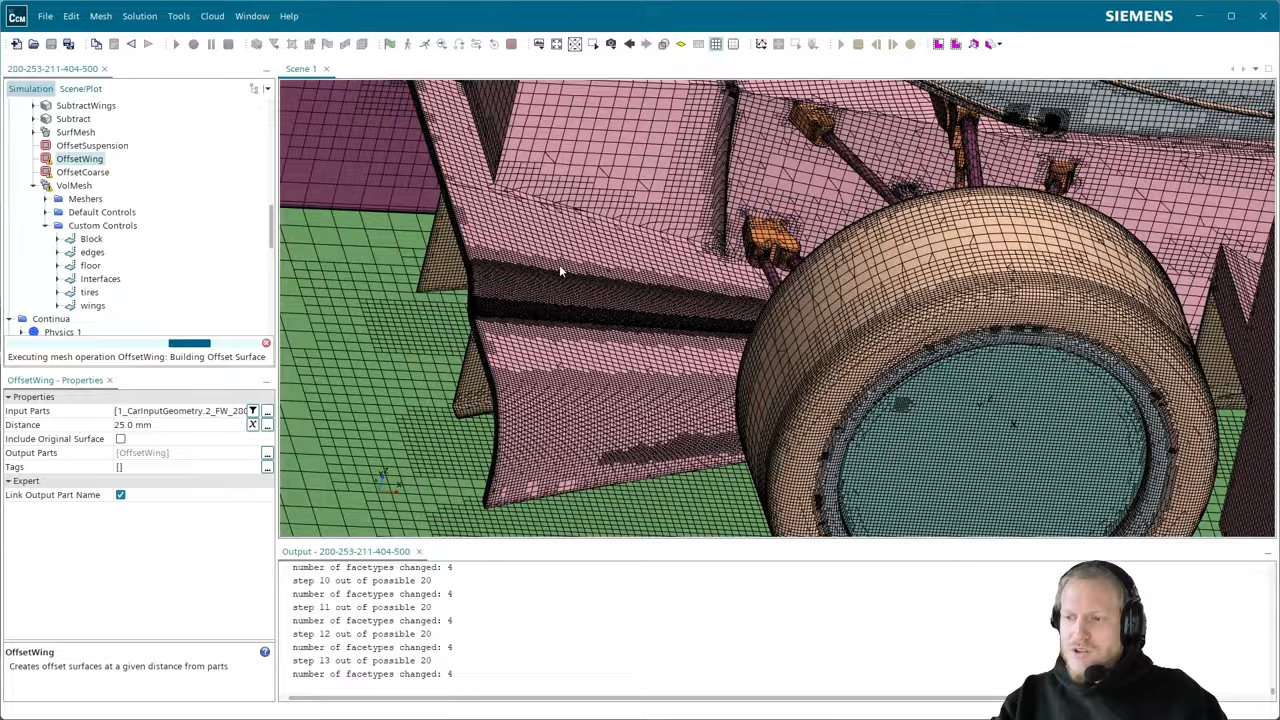 CCM File Edit Mesh Solution Tools Cloud Window Help SIEMENS
280-253-211-404-500
Simulation Scene/Plot
SubtractWings
Subtract
SurfMesh
OffsetSuspension
OffsetWing
OffsetCoarse
VolMesh
Meshers
Default Controls
Custom Controls
Block
edges
floor
Interfaces
tires
wings
Continua
Physics 1
Executing mesh operation OffsetWing: Building Offset Surface
OffsetWing - Properties
Properties
Input Parts [1_CarInputGeometry.2_FW_280
Distance 25.0 mm
Include Original Surface
Output Parts [OffsetWing]
Tags []
Expert
Link Output Part Name
OffsetWing
Creates offset surfaces at a given distance from parts
Scene 1
Output - 280-253-211-404-500
number of facetypes changed: 4
step 10 out of possible 20
number of facetypes changed: 4
step 11 out of possible 20
number of facetypes changed: 4
step 12 out of possible 20
number of facetypes changed: 4
step 13 out of possible 20
number of facetypes changed: 4